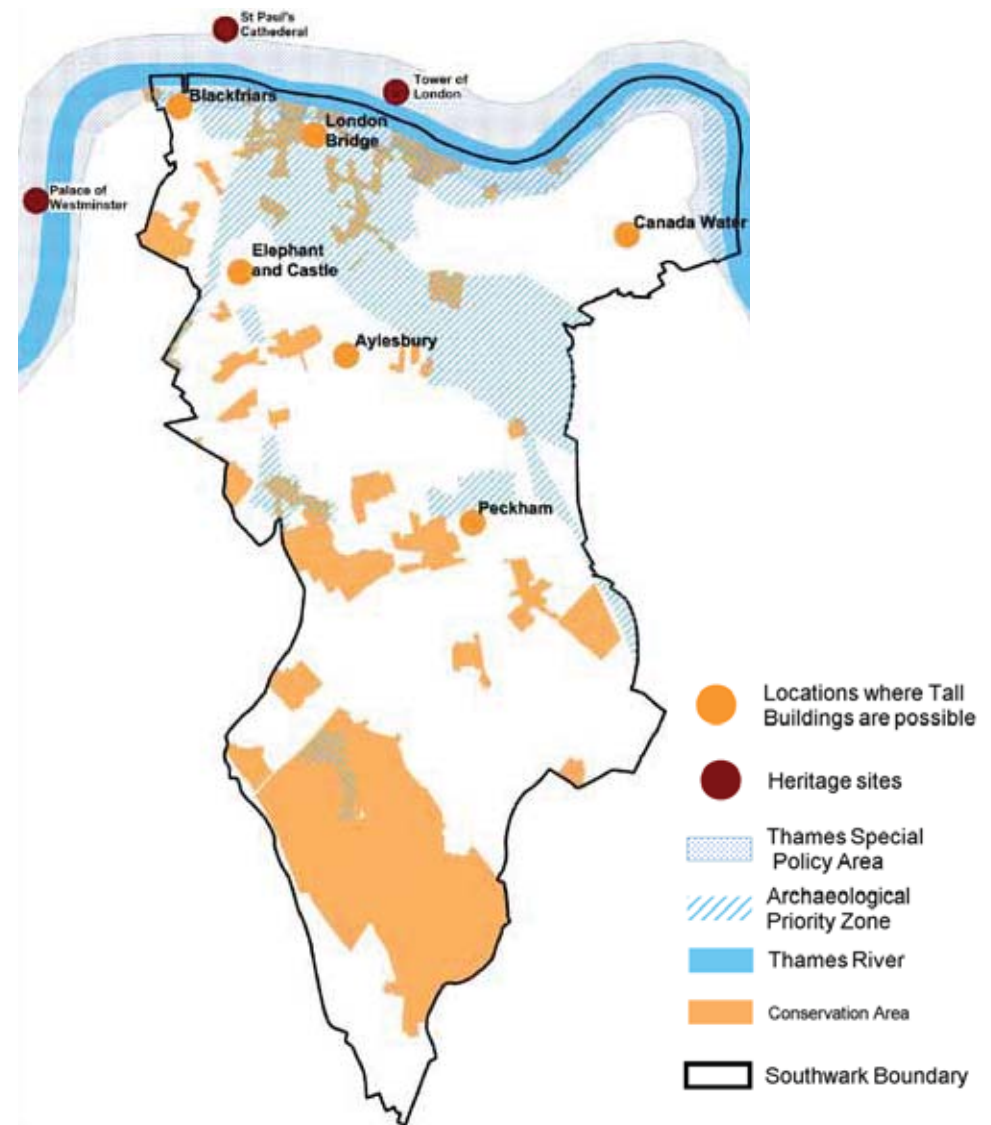 St Paul's
Cathederal
Tower of
London
Blackfriars
London
Bridge
Palace of
Westminster
Canada Water
Elephant
and Castle
Aylesbury
Peckham
Locations where Tall
Buildings are possible
Heritage sites
Thames Special
Policy Area
Archaeological
Priority Zone
Thames River
Conservation Area
Southwark Boundary